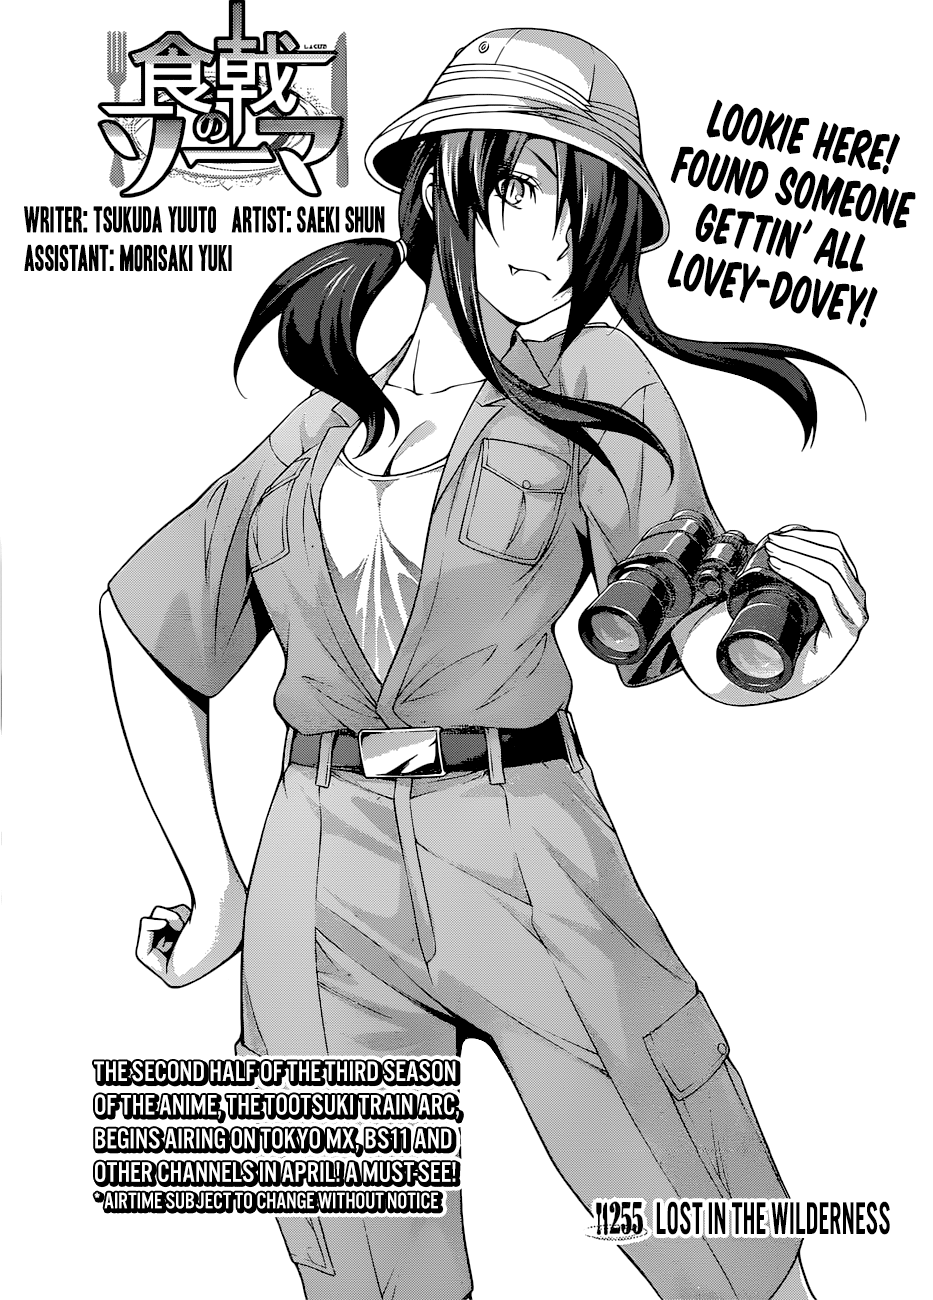 食戟の
ソーマ
WRITER: TSUKUDA YUUTO ARTIST: SAEKI SHUN
ASSISTANT: MORISAKI YUKI
LOOKIE HERE!
FOUND SOMEONE
GETTIN' ALL
LOVEY-DOVEY!
THE SECOND HALF OF THE THIRD SEASON
OF THE ANIME, THE TOOTSUKI TRAIN ARC,
BEGINS AIRING ON TOKYO MX, BS11 AND
OTHER CHANNELS IN APRIL! A MUST-SEE!
*AIRTIME SUBJECT TO CHANGE WITHOUT NOTICE
255 LOST IN THE WILDERNESS